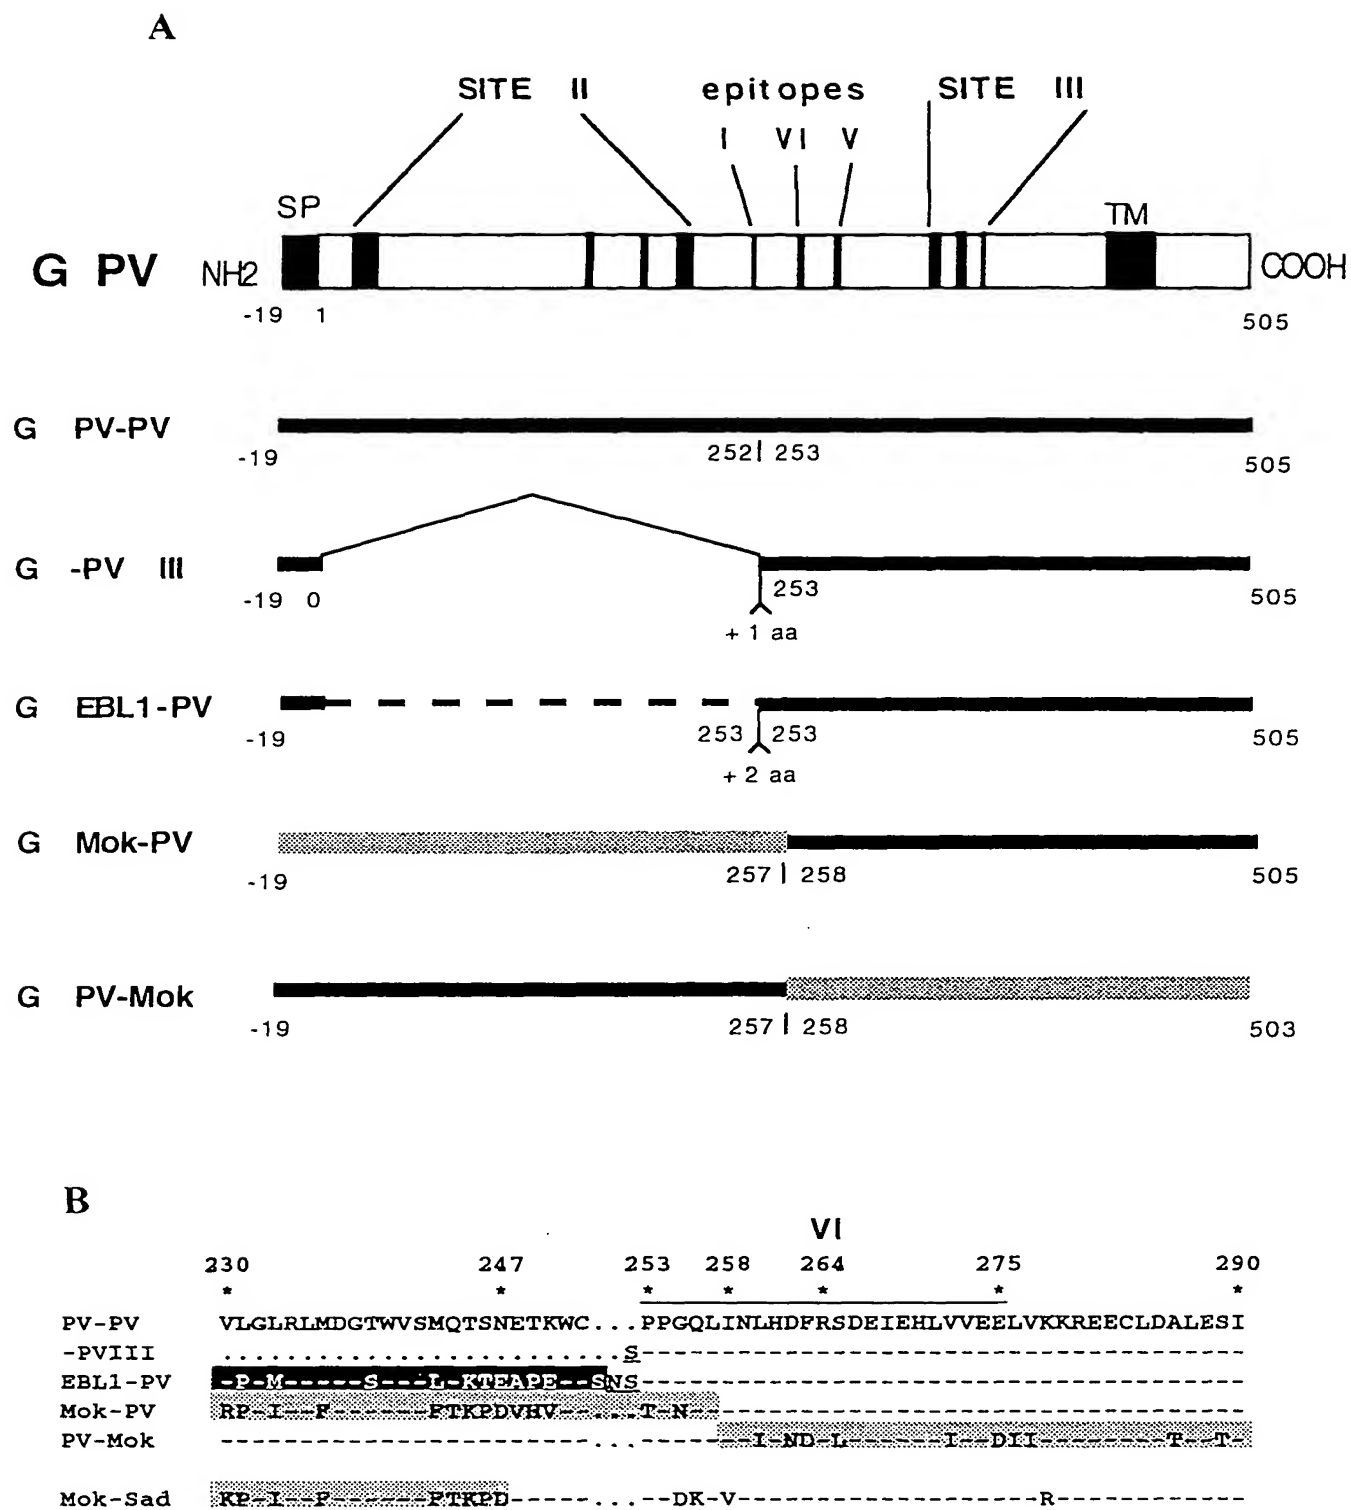 A
SITE II epitopes SITE III
I VI V
SP TM
G PV NH2 COOH
-19 1 505
G PV-PV
-19 252| 253 505
G -PV III
-19 0 253 505
+ 1 aa
G EBL1-PV
-19 253 253 505
+ 2 aa
G Mok-PV
-19 257 | 258 505
G PV-Mok
-19 257 | 258 503
B
VI
230 247 253 258 264 275 290
* * * * * * *
PV-PV VLGLRLMDGTWVSMQTSNETKWC...PPGQLINLHDFRSDEIEHLVVEELVKKREECLDALESI
-PVIII ..........................S--------------------------------------
EBL1-PV -P-M-----S---L-KTEAPE--SNS--------------------------------------
Mok-PV RP-I--F------FTKPDVHV--...T-N-----------------------------------
PV-Mok -----------------------...-------I-ND-L------I--DII--------T--T-
Mok-Sad KP-I--F------FTKPD------...--DK-V------------------R------------